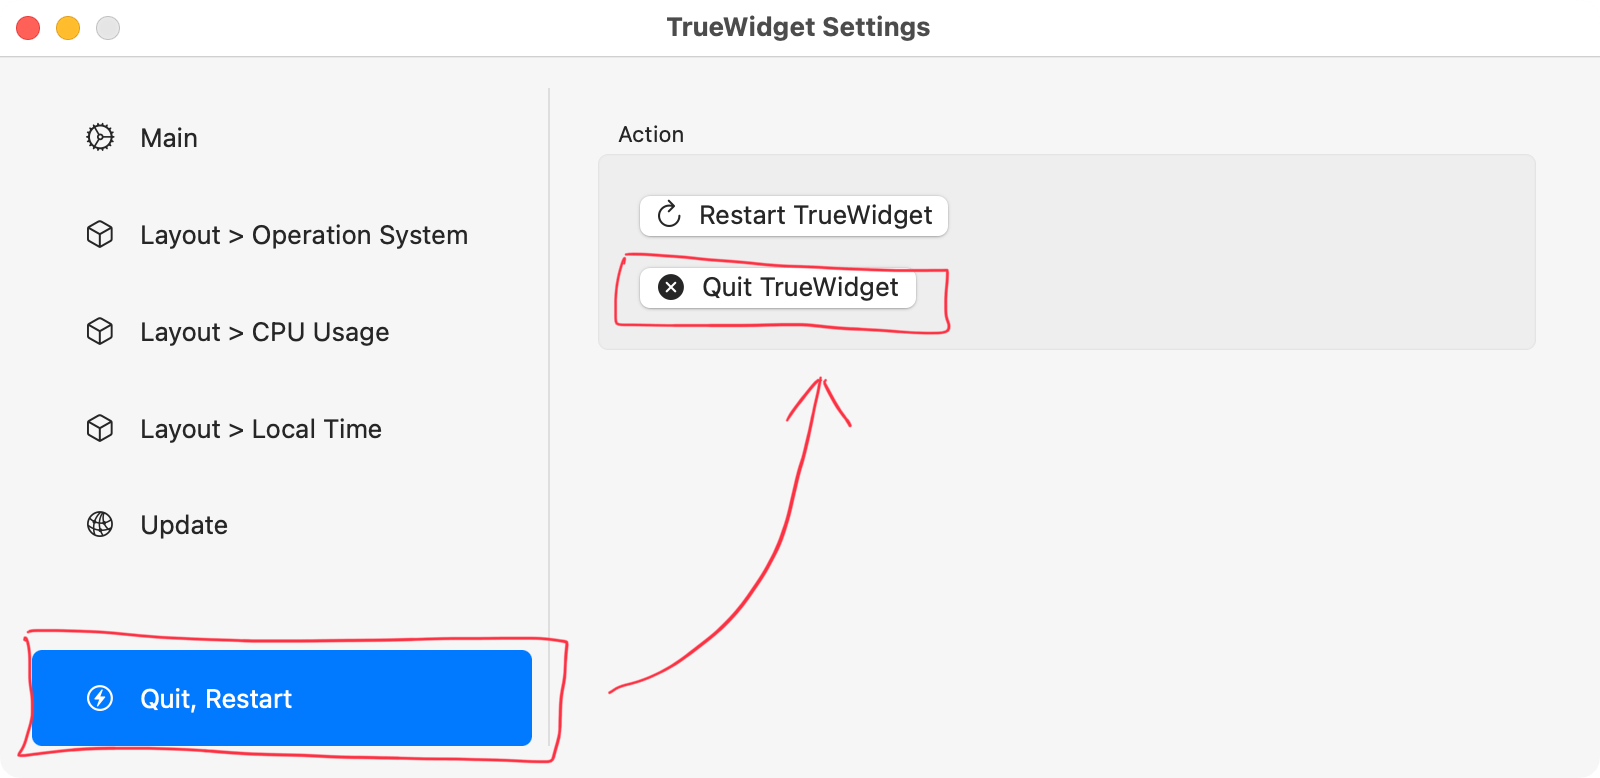 TrueWidget Settings
Main
Layout > Operation System
Layout > CPU Usage
Layout > Local Time
Update
Quit, Restart
Action
Restart TrueWidget
Quit TrueWidget